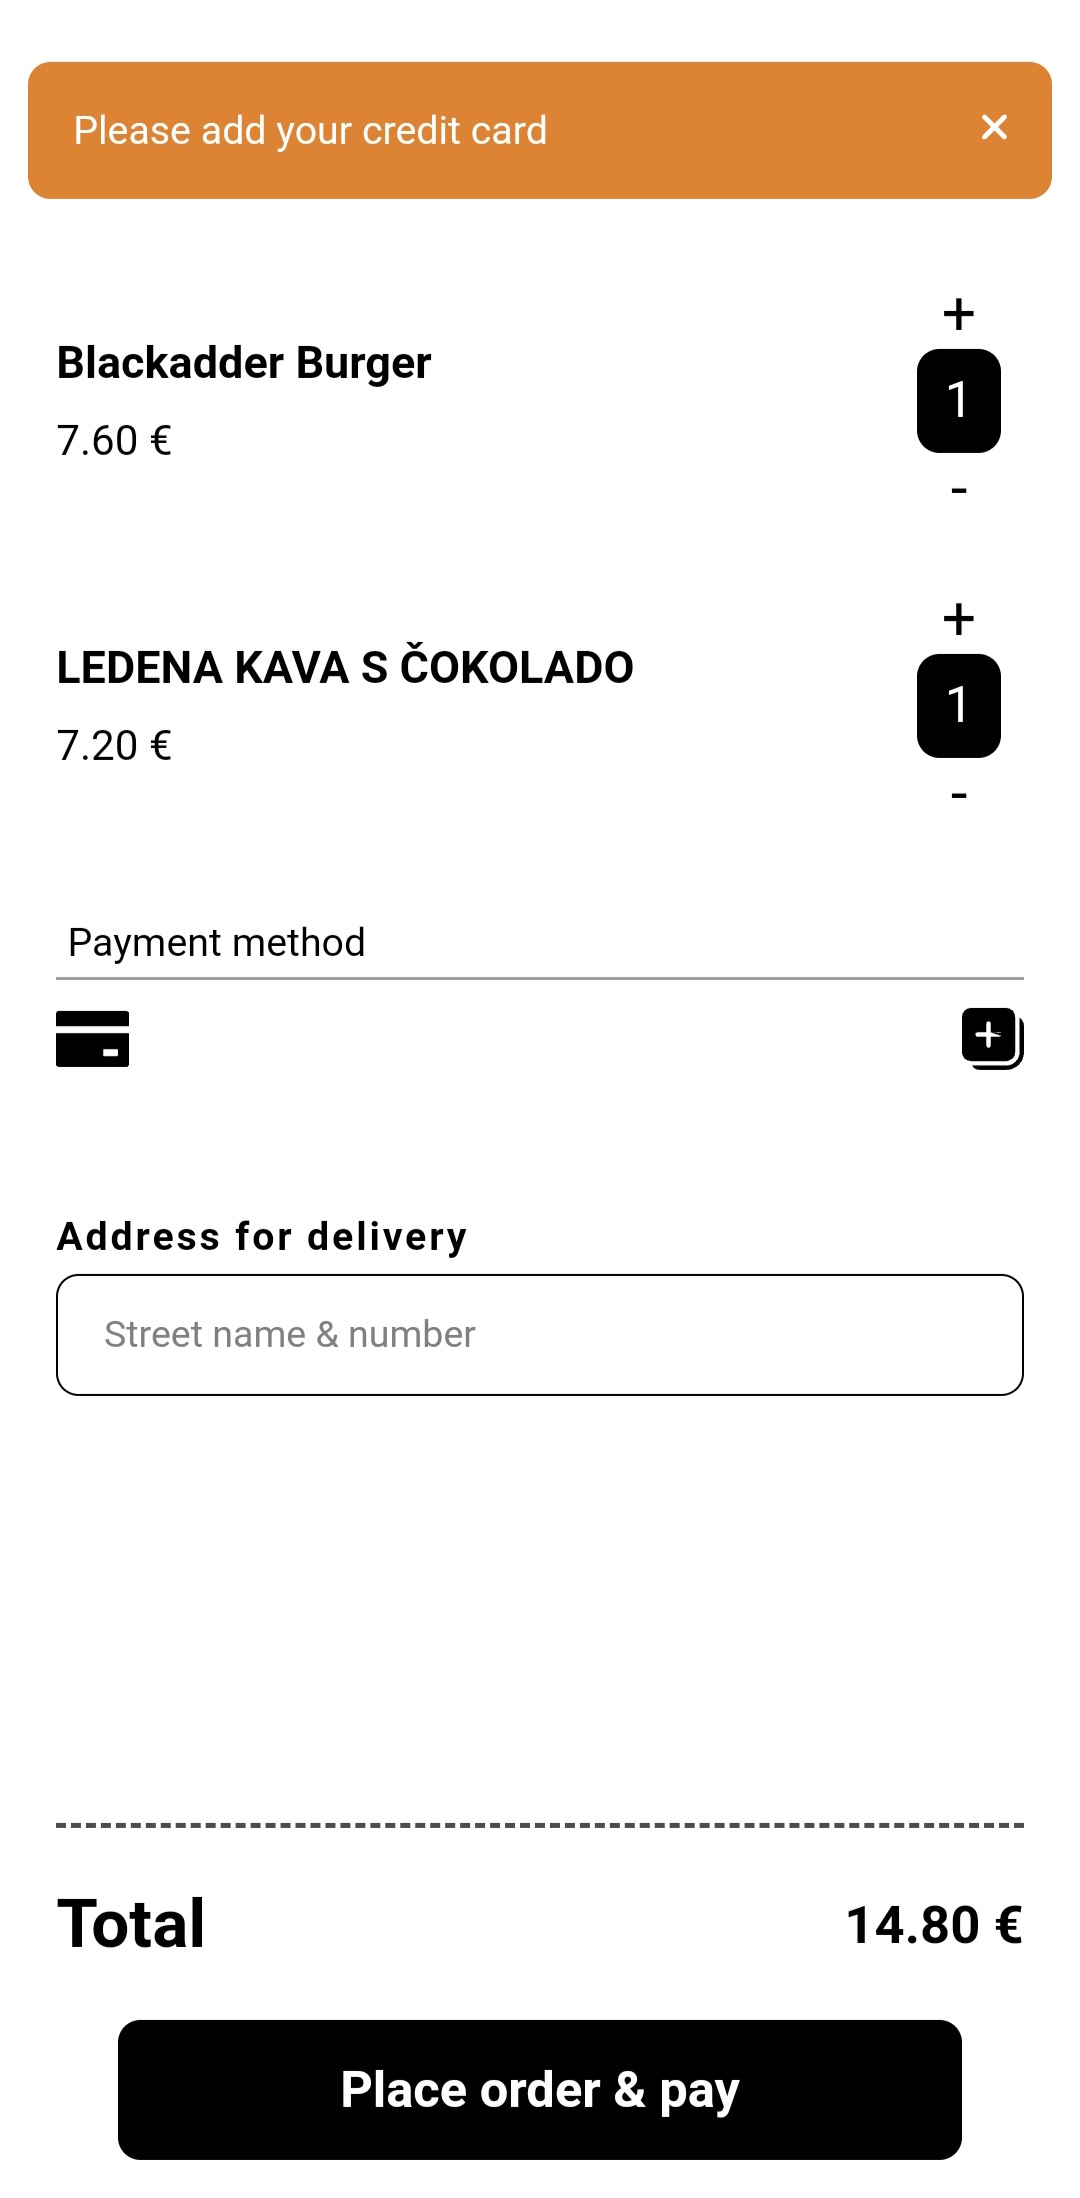 Please add your credit card
Blackadder Burger
7.60 €
+
1
-
LEDENA KAVA S ČOKOLADO
7.20 €
+
1
-
Payment method
Address for delivery
Street name & number
Total
14.80 €
Place order & pay